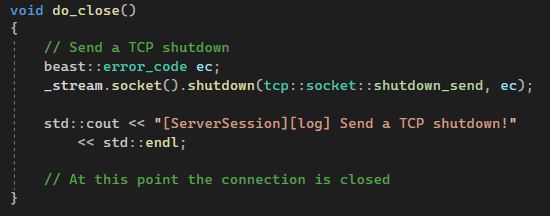 void do_close()
{
    // Send a TCP shutdown
    beast::error_code ec;
    _stream.socket().shutdown(tcp::socket::shutdown_send, ec);
    std::cout << "[ServerSession][log] Send a TCP shutdown!"
        << std::endl;
    // At this point the connection is closed
}